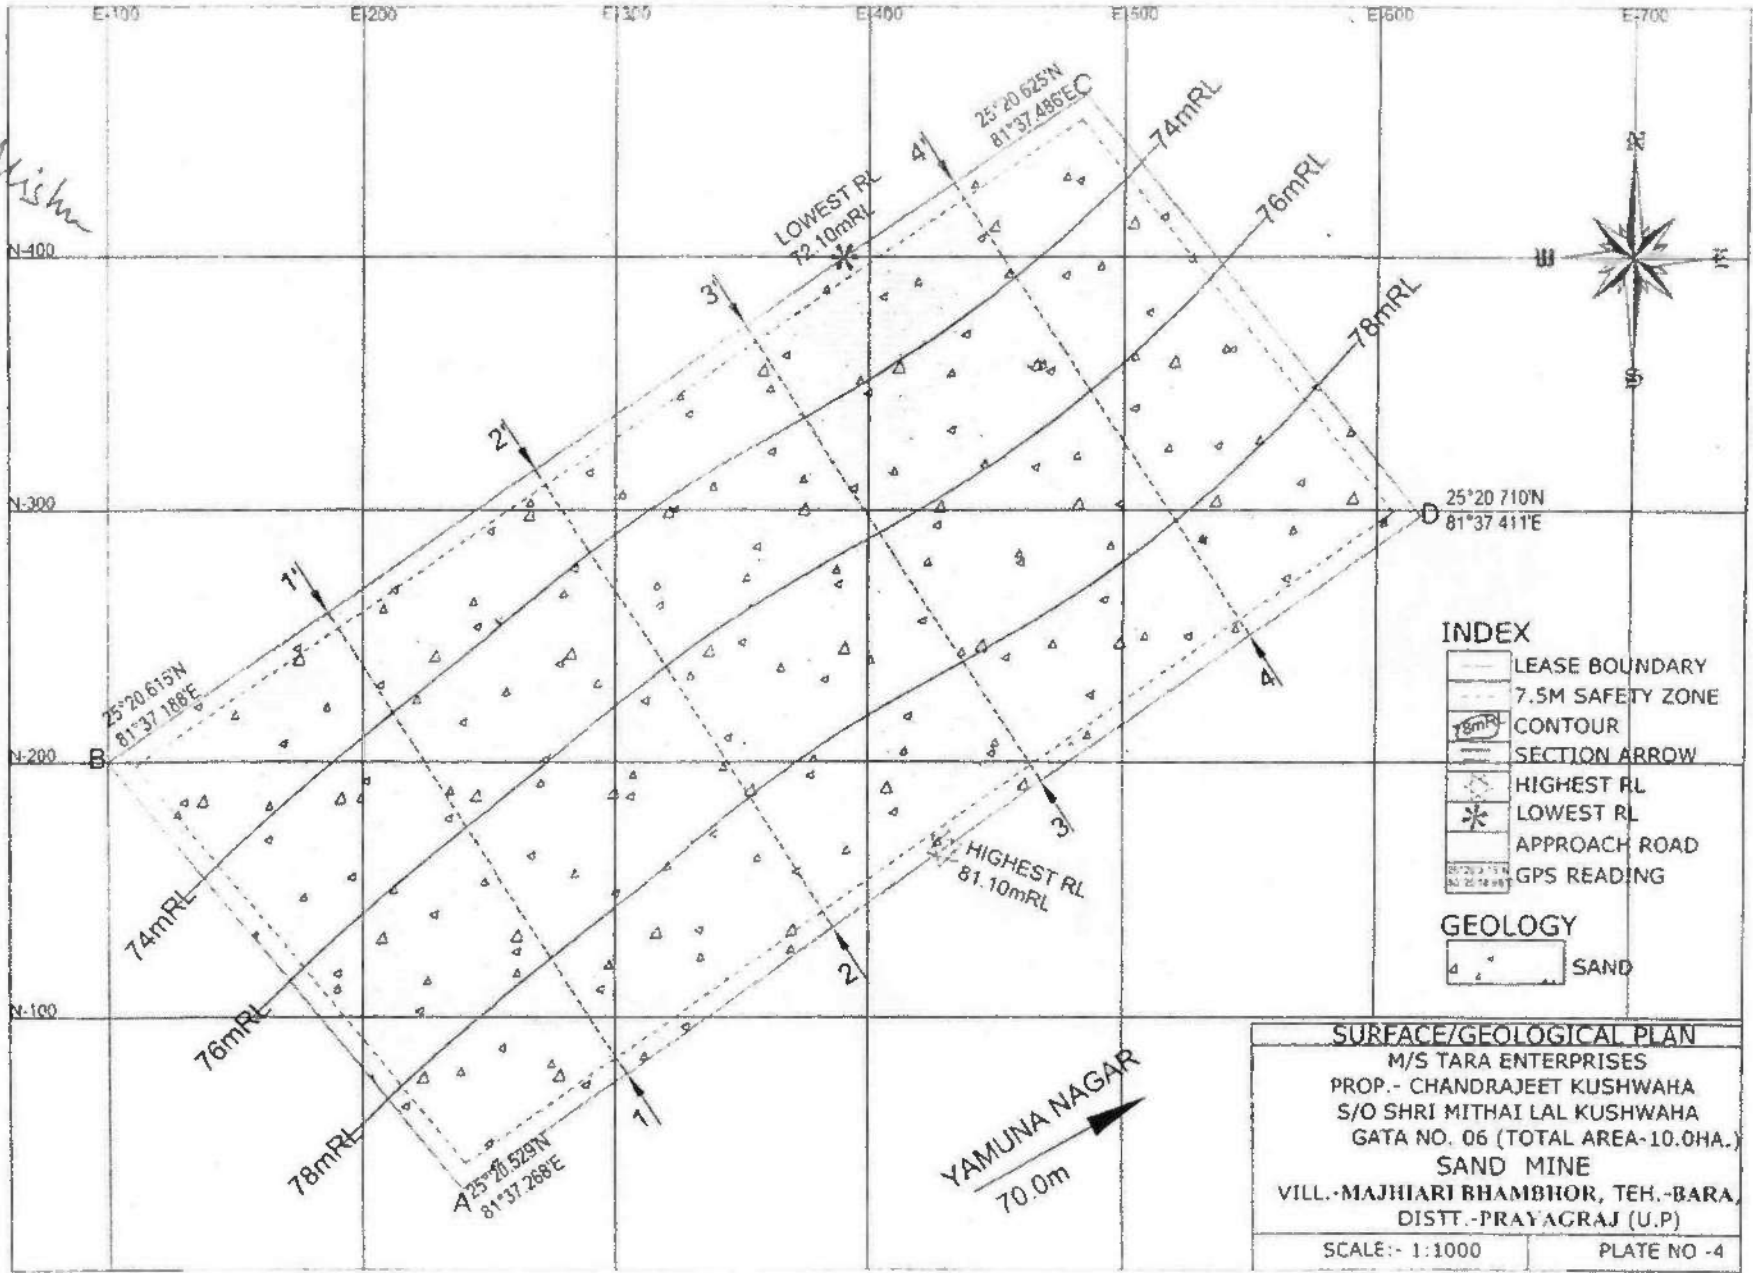 E-100
E-200
E-300
E-400
E-500
E-600
E-700
25°20 625'N
81°37.486'E
C
74mRL
4'
76mRL
LOWEST RL
72.10mRL
N-400
3'
78mRL
2'
N-300
D
25°20 710'N
81°37 411'E
1'
25°20.615'N
81°37 188'E
B
N-200
4
3
HIGHEST RL
81.10mRL
2
74mRL
N-100
76mRL
1
78mRL
A
25°20.529'N
81°37.268'E
YAMUNA NAGAR
70.0m
N
E
S
INDEX
LEASE BOUNDARY
7.5M SAFETY ZONE
78mRL
CONTOUR
SECTION ARROW
HIGHEST RL
LOWEST RL
APPROACH ROAD
GPS READING
GEOLOGY
SAND
SURFACE/GEOLOGICAL PLAN
M/S TARA ENTERPRISES
PROP.- CHANDRAJEET KUSHWAHA
S/O SHRI MITHAI LAL KUSHWAHA
GATA NO. 06 (TOTAL AREA-10.0HA.)
SAND MINE
VILL.-MAJHIARI BHAMBHOR, TEH.-BARA,
DISTT.-PRAYAGRAJ (U.P)
SCALE:- 1:1000
PLATE NO -4